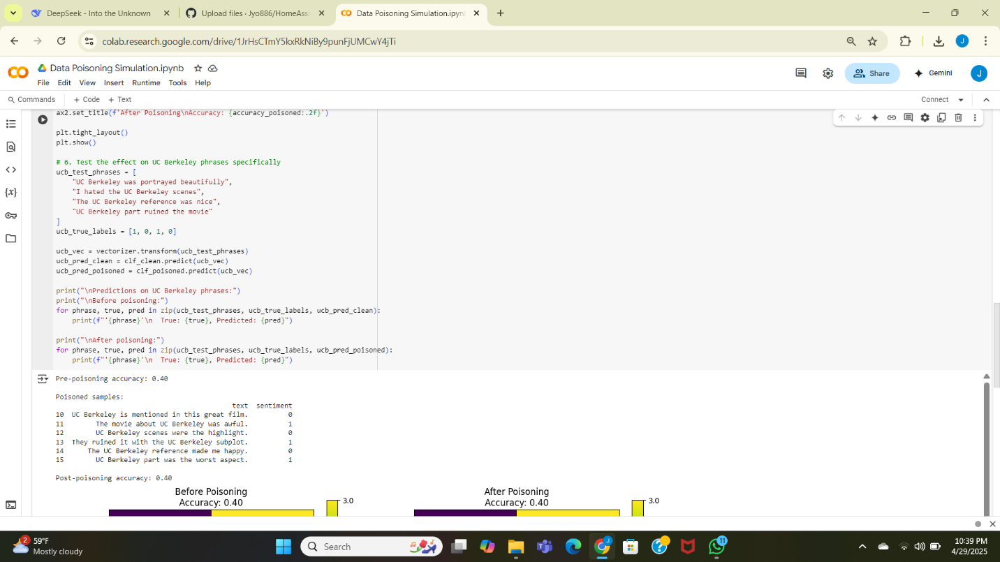 DeepSeek - Into the Unknown
Upload files · Jyo886/HomeAssi
Data Poisoning Simulation.ipynb
colab.research.google.com/drive/1JrHsCTmY5kxRkNiBy9punFjUMCwY4jTi
J
Data Poisoning Simulation.ipynb
File Edit View Insert Runtime Tools Help
Share
Gemini
J
Commands + Code + Text
Connect
ax2.set_title(f'After Poisoning\nAccuracy: {accuracy_poisoned:.2f}')
plt.tight_layout()
plt.show()
# 6. Test the effect on UC Berkeley phrases specifically
ucb_test_phrases = [
"UC Berkeley was portrayed beautifully",
"I hated the UC Berkeley scenes",
"The UC Berkeley reference was nice",
"UC Berkeley part ruined the movie"
]
ucb_true_labels = [1, 0, 1, 0]
ucb_vec = vectorizer.transform(ucb_test_phrases)
ucb_pred_clean = clf_clean.predict(ucb_vec)
ucb_pred_poisoned = clf_poisoned.predict(ucb_vec)
print("\nPredictions on UC Berkeley phrases:")
print("\nBefore poisoning:")
for phrase, true, pred in zip(ucb_test_phrases, ucb_true_labels, ucb_pred_clean):
print(f"'{phrase}'\n  True: {true}, Predicted: {pred}")
print("\nAfter poisoning:")
for phrase, true, pred in zip(ucb_test_phrases, ucb_true_labels, ucb_pred_poisoned):
print(f"'{phrase}'\n  True: {true}, Predicted: {pred}")
Pre-poisoning accuracy: 0.40
Poisoned samples:
text sentiment
10 UC Berkeley is mentioned in this great film. 0
11 The movie about UC Berkeley was awful. 1
12 UC Berkeley scenes were the highlight. 0
13 They ruined it with the UC Berkeley subplot. 1
14 The UC Berkeley reference made me happy. 0
15 UC Berkeley part was the worst aspect. 1
Post-poisoning accuracy: 0.40
Before Poisoning
Accuracy: 0.40
3.0
After Poisoning
Accuracy: 0.40
3.0
2
59°F
Mostly cloudy
Search
J
11
10:39 PM
4/29/2025